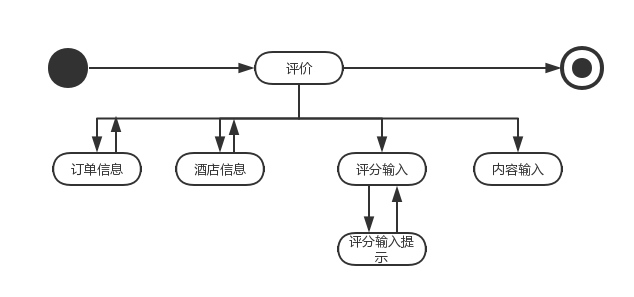 评价
订单信息
酒店信息
评分输入
内容输入
评分输入提
示